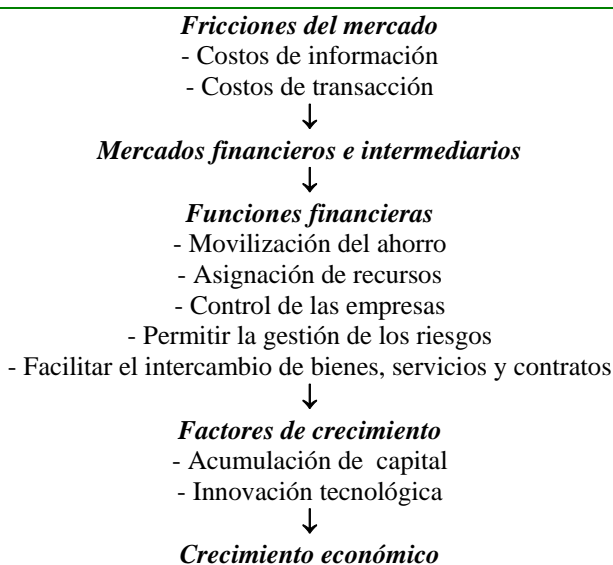 Fricciones del mercado
- Costos de información
- Costos de transacción
↓
Mercados financieros e intermediarios
↓
Funciones financieras
- Movilización del ahorro
- Asignación de recursos
- Control de las empresas
- Permitir la gestión de los riesgos
- Facilitar el intercambio de bienes, servicios y contratos
↓
Factores de crecimiento
- Acumulación de capital
- Innovación tecnológica
↓
Crecimiento económico